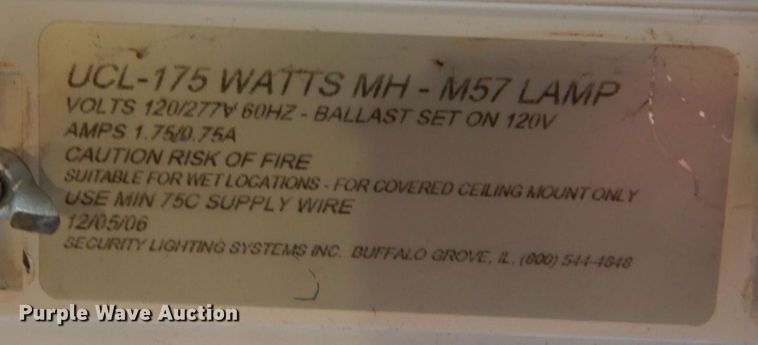 UCL-175 WATTS MH - M57 LAMP
VOLTS 120/277V 60HZ - BALLAST SET ON 120V
AMPS 1.75/0.75A
CAUTION RISK OF FIRE
SUITABLE FOR WET LOCATIONS - FOR COVERED CEILING MOUNT ONLY
USE MIN 75C SUPPLY WIRE
12/05/06
SECURITY LIGHTING SYSTEMS INC. BUFFALO GROVE, IL. (800) 544-4848
Purple Wave Auction